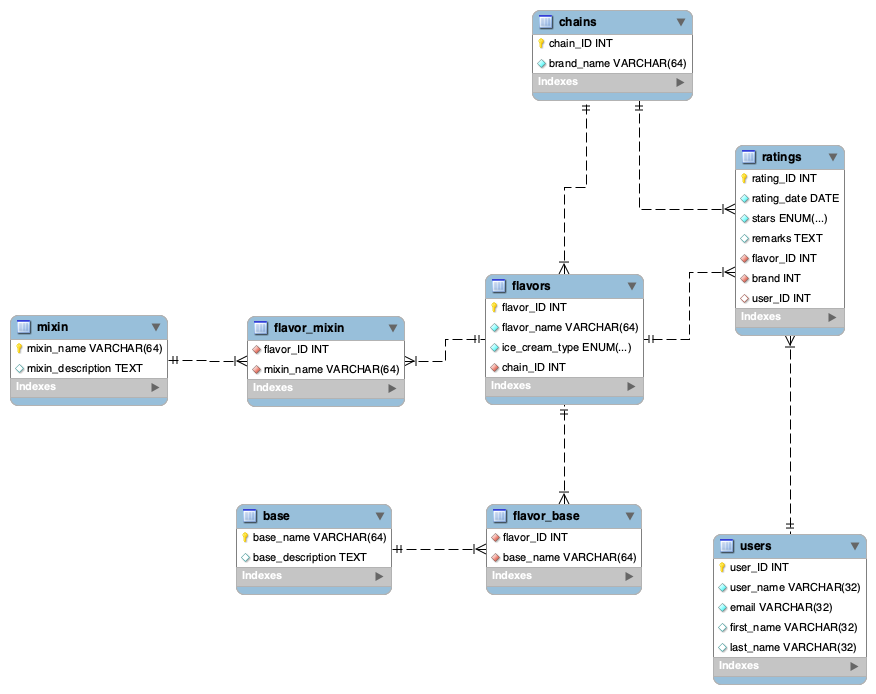 chains
chain_ID INT
brand_name VARCHAR(64)
Indexes
ratings
rating_ID INT
rating_date DATE
stars ENUM(...)
remarks TEXT
flavor_ID INT
brand INT
user_ID INT
Indexes
flavors
flavor_ID INT
flavor_name VARCHAR(64)
ice_cream_type ENUM(...)
chain_ID INT
Indexes
mixin
mixin_name VARCHAR(64)
mixin_description TEXT
Indexes
flavor_mixin
flavor_ID INT
mixin_name VARCHAR(64)
Indexes
base
base_name VARCHAR(64)
base_description TEXT
Indexes
flavor_base
flavor_ID INT
base_name VARCHAR(64)
Indexes
users
user_ID INT
user_name VARCHAR(32)
email VARCHAR(32)
first_name VARCHAR(32)
last_name VARCHAR(32)
Indexes